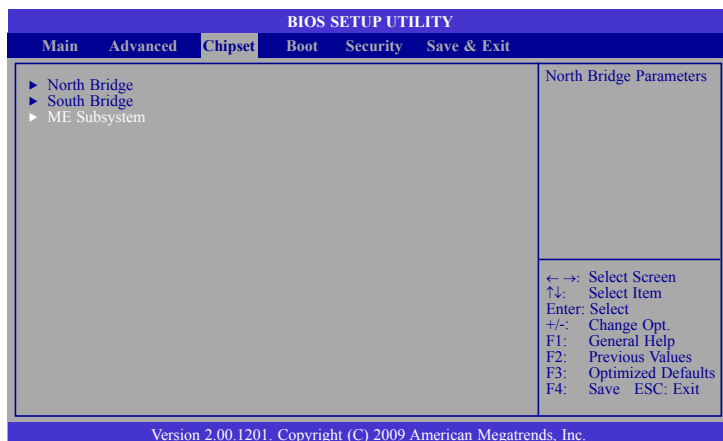 BIOS SETUP UTILITY
Main Advanced Chipset Boot Security Save & Exit
► North Bridge
► South Bridge
► ME Subsystem
North Bridge Parameters
←→: Select Screen
↑↓: Select Item
Enter: Select
+/-: Change Opt.
F1: General Help
F2: Previous Values
F3: Optimized Defaults
F4: Save ESC: Exit
Version 2.00.1201. Copyright (C) 2009 American Megatrends, Inc.